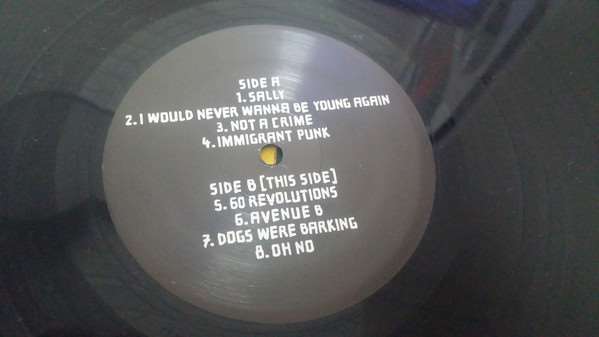 SIDE A
1. SALLY
2. I WOULD NEVER WANNA BE YOUNG AGAIN
3. NOT A CRIME
4. IMMIGRANT PUNK
SIDE B [THIS SIDE]
5. 60 REVOLUTIONS
6. AVENUE B
7. DOGS WERE BARKING
8. OH NO